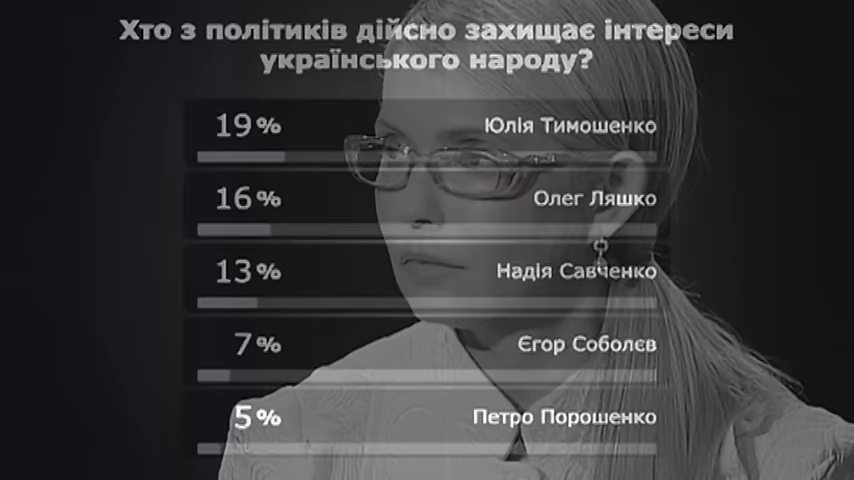 Хто з політиків дійсно захищає інтереси
українського народу?
19% Юлія Тимошенко
16% Олег Ляшко
13% Надія Савченко
7% Єгор Соболєв
5% Петро Порошенко